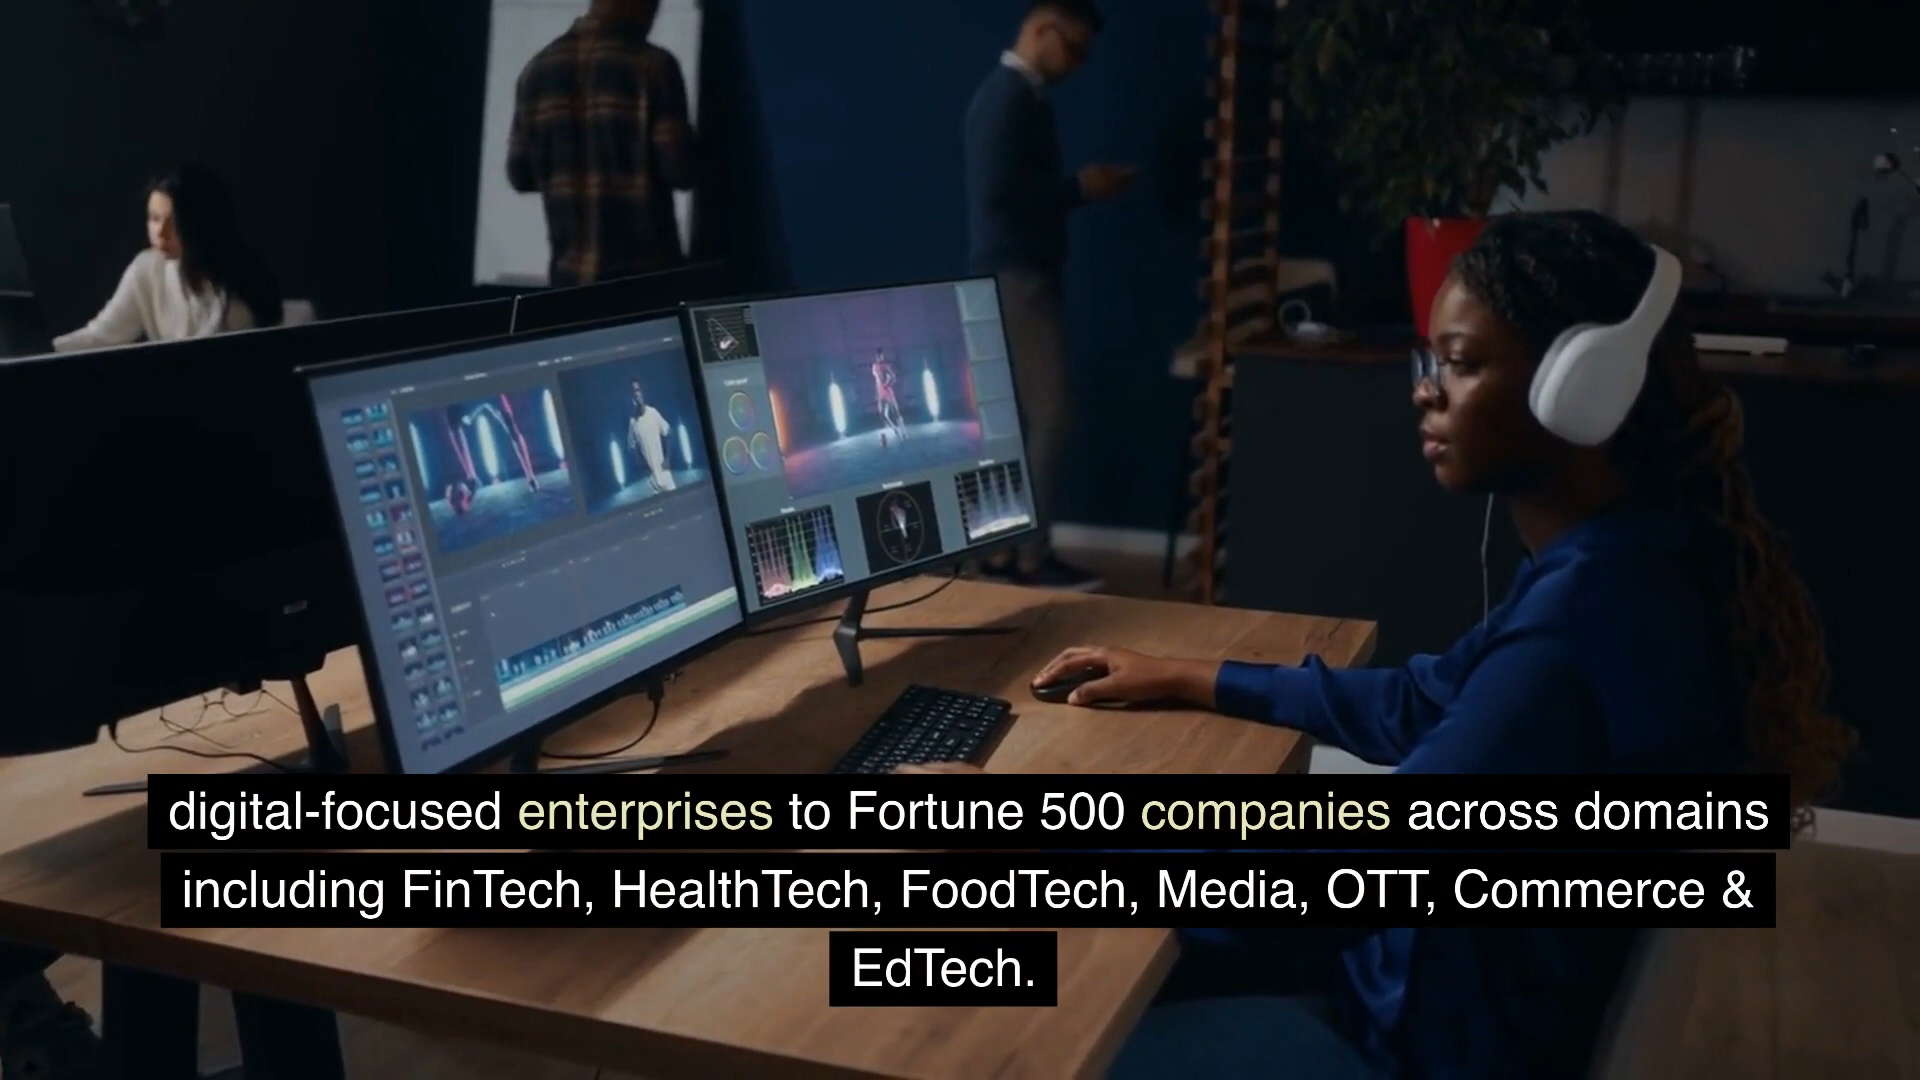 digital-focused enterprises to Fortune 500 companies across domains
including FinTech, HealthTech, FoodTech, Media, OTT, Commerce &
EdTech.